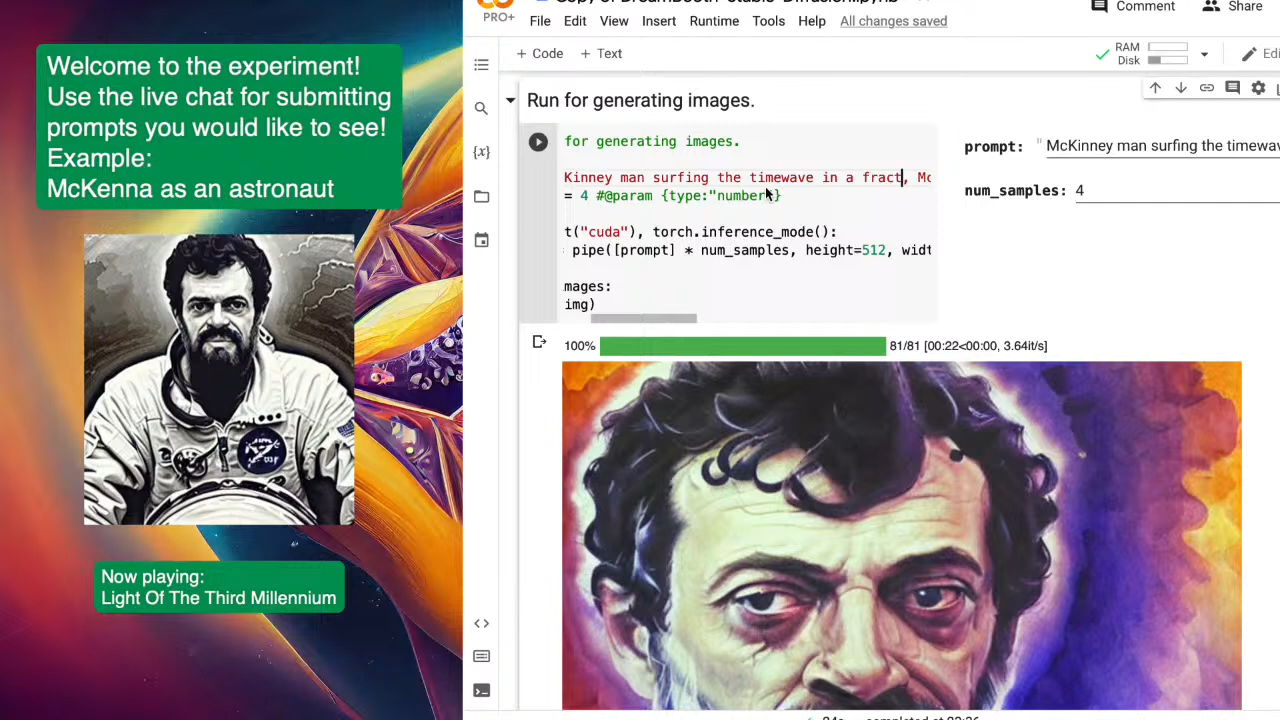 Welcome to the experiment!
Use the live chat for submitting
prompts you would like to see!
Example:
McKenna as an astronaut
Now playing:
Light Of The Third Millennium
PRO+
File Edit View Insert Runtime Tools Help All changes saved
Comment Share
+ Code + Text
RAM
Disk
Run for generating images.
for generating images.
Kinney man surfing the timewave in a fract, Mc
= 4 #@param {type:"number"}
t("cuda"), torch.inference_mode():
pipe([prompt] * num_samples, height=512, widt
mages:
img)
prompt: " McKinney man surfing the timewav
num_samples: 4
{x}
<>
100% 81/81 [00:22<00:00, 3.64it/s]